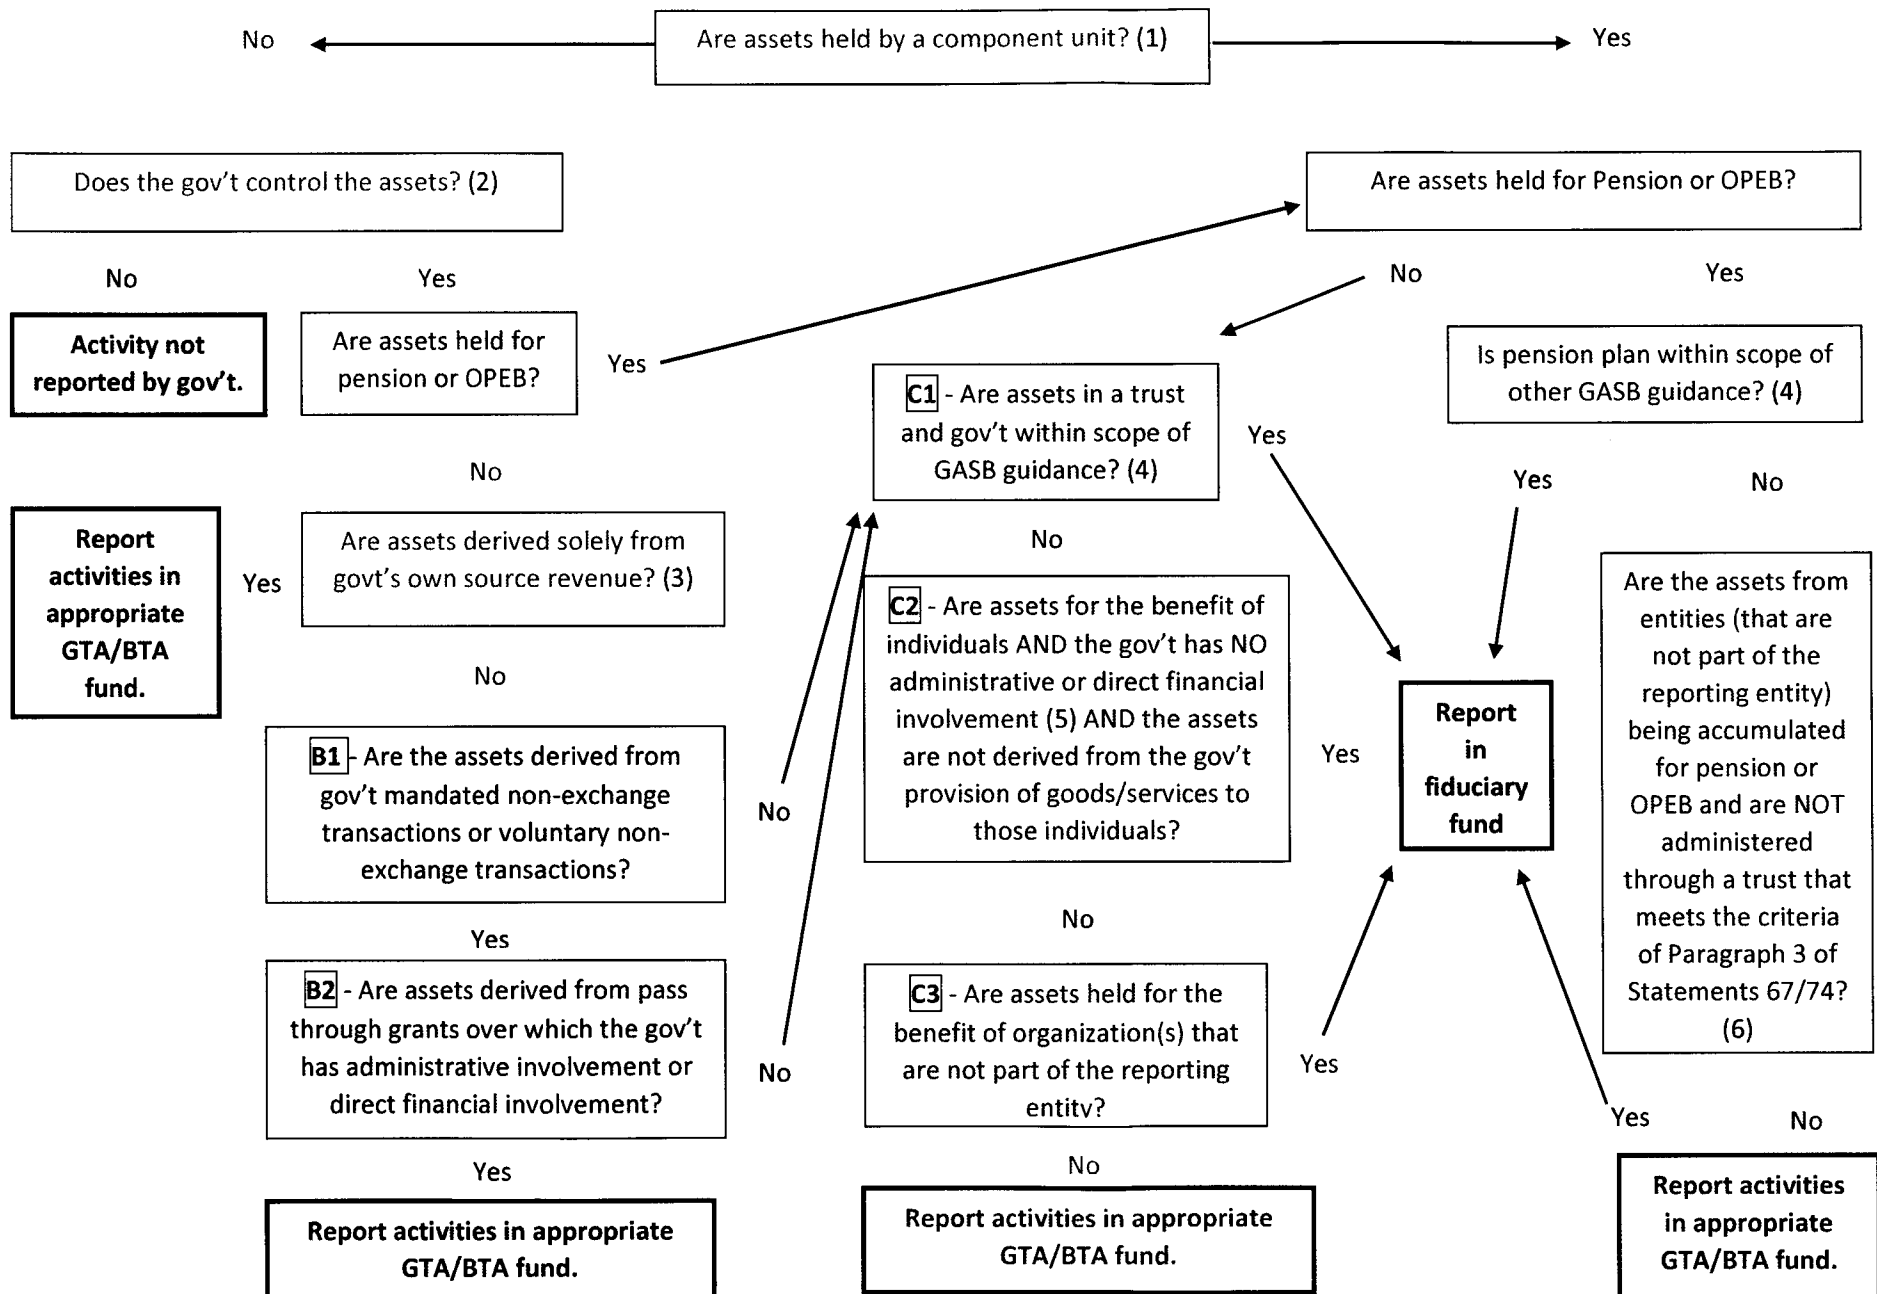 No
Are assets held by a component unit? (1)
Yes
Does the gov't control the assets? (2)
Are assets held for Pension or OPEB?
No
Yes
No
Yes
Activity not
reported by gov't.
Are assets held for
pension or OPEB?
Yes
Is pension plan within scope of
other GASB guidance? (4)
C1 - Are assets in a trust
and gov't within scope of
GASB guidance? (4)
Yes
No
Yes
No
Report
activities in
appropriate
GTA/BTA
fund.
Yes
Are assets derived solely from
govt's own source revenue? (3)
No
No
C2 - Are assets for the benefit of
individuals AND the gov't has NO
administrative or direct financial
involvement (5) AND the assets
are not derived from the gov't
provision of goods/services to
those individuals?
Yes
Report
in
fiduciary
fund
Are the assets from
entities (that are
not part of the
reporting entity)
being accumulated
for pension or
OPEB and are NOT
administered
through a trust that
meets the criteria
of Paragraph 3 of
Statements 67/74?
(6)
B1 - Are the assets derived from
gov't mandated non-exchange
transactions or voluntary non-
exchange transactions?
No
Yes
No
B2 - Are assets derived from pass
through grants over which the gov't
has administrative involvement or
direct financial involvement?
No
C3 - Are assets held for the
benefit of organization(s) that
are not part of the reporting
entity?
Yes
Yes
No
Yes
No
Report activities in appropriate
GTA/BTA fund.
Report activities in appropriate
GTA/BTA fund.
Report activities
in appropriate
GTA/BTA fund.